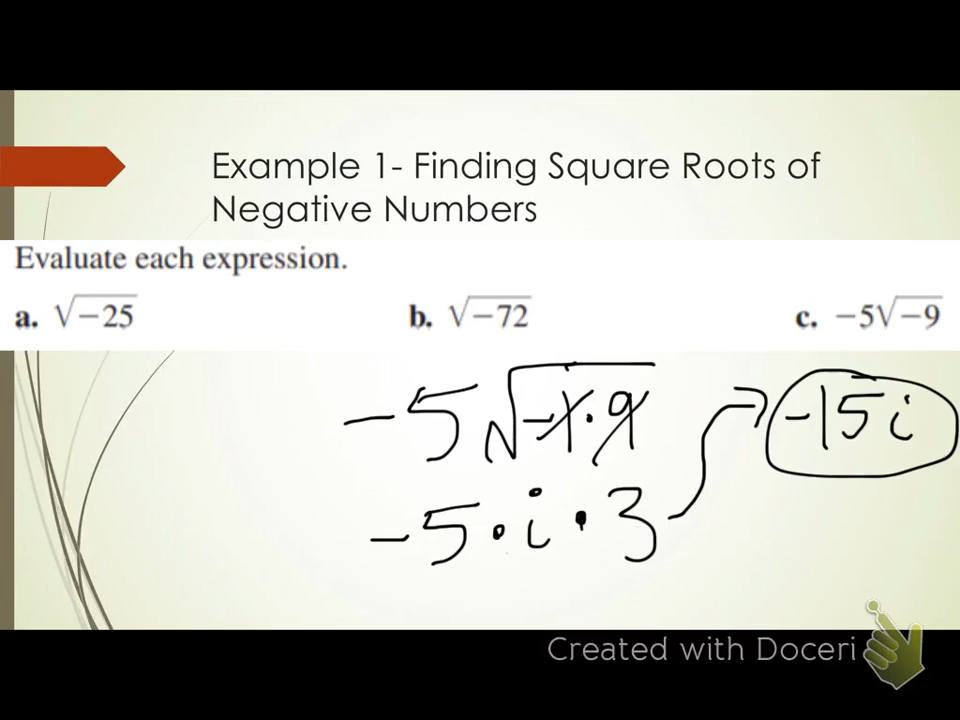 Example 1- Finding Square Roots of
Negative Numbers
Evaluate each expression.
a. √−25 b. √−72 c. −5√−9
-5√-1·9 -15i
-5·i·3
Created with Doceri